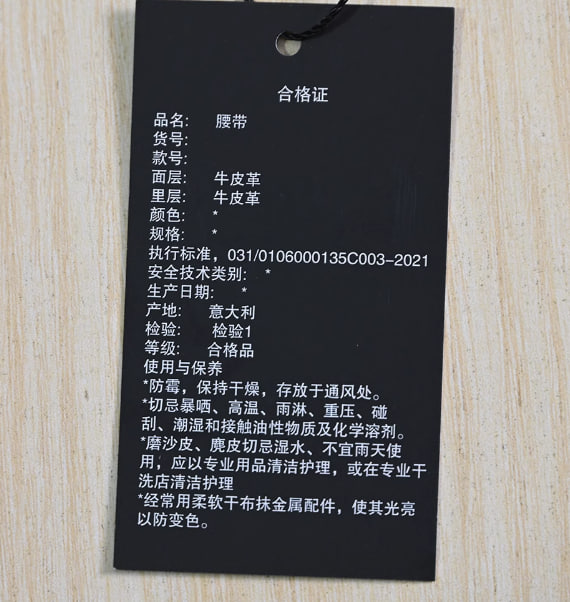 合格证
品名: 腰带
货号:
款号:
面层: 牛皮革
里层: 牛皮革
颜色: *
规格: *
执行标准，031/0106000135C003-2021
安全技术类别: *
生产日期: *
产地: 意大利
检验: 检验1
等级: 合格品
使用与保养
*防霉，保持干燥，存放于通风处。
*切忌暴晒、高温、雨淋、重压、碰
刮、潮湿和接触油性物质及化学溶剂。
*磨沙皮、麂皮切忌湿水、不宜雨天使
用，应以专业用品清洁护理，或在专业干
洗店清洁护理
*经常用柔软干布抹金属配件，使其光亮
以防变色。